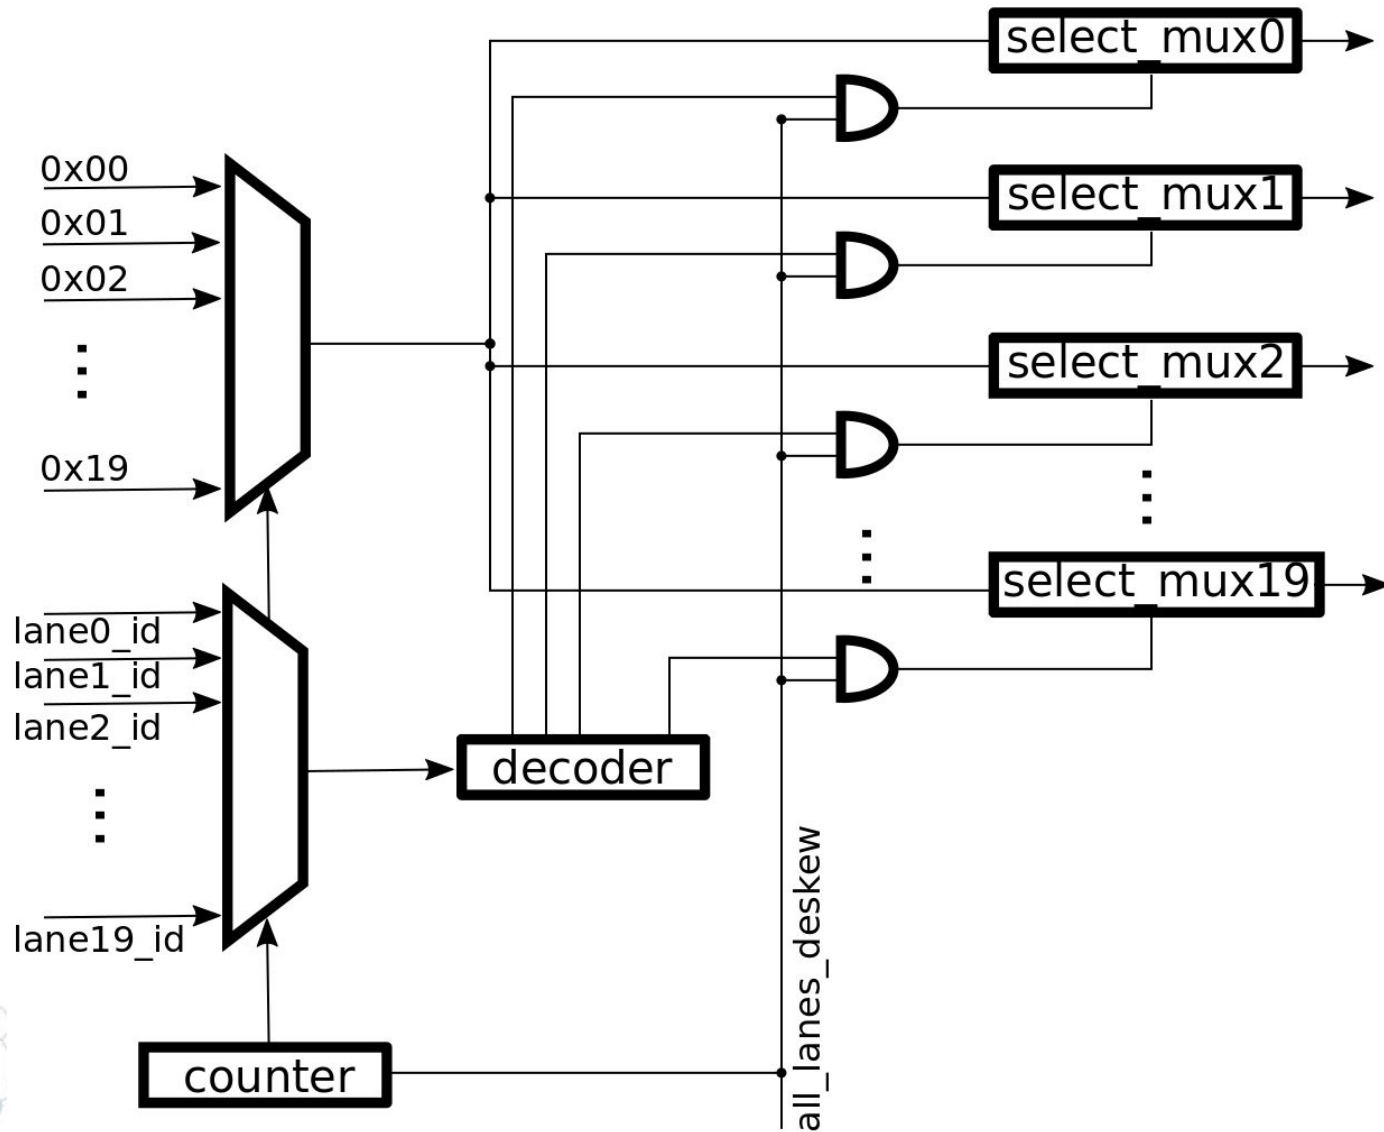 select_mux0
0x00
select_mux1
0x01
0x02
select_mux2
0x19
select_mux19
lane0_id
lane1_id
lane2_id
decoder
lane19_id
all_lanes_deskew
counter